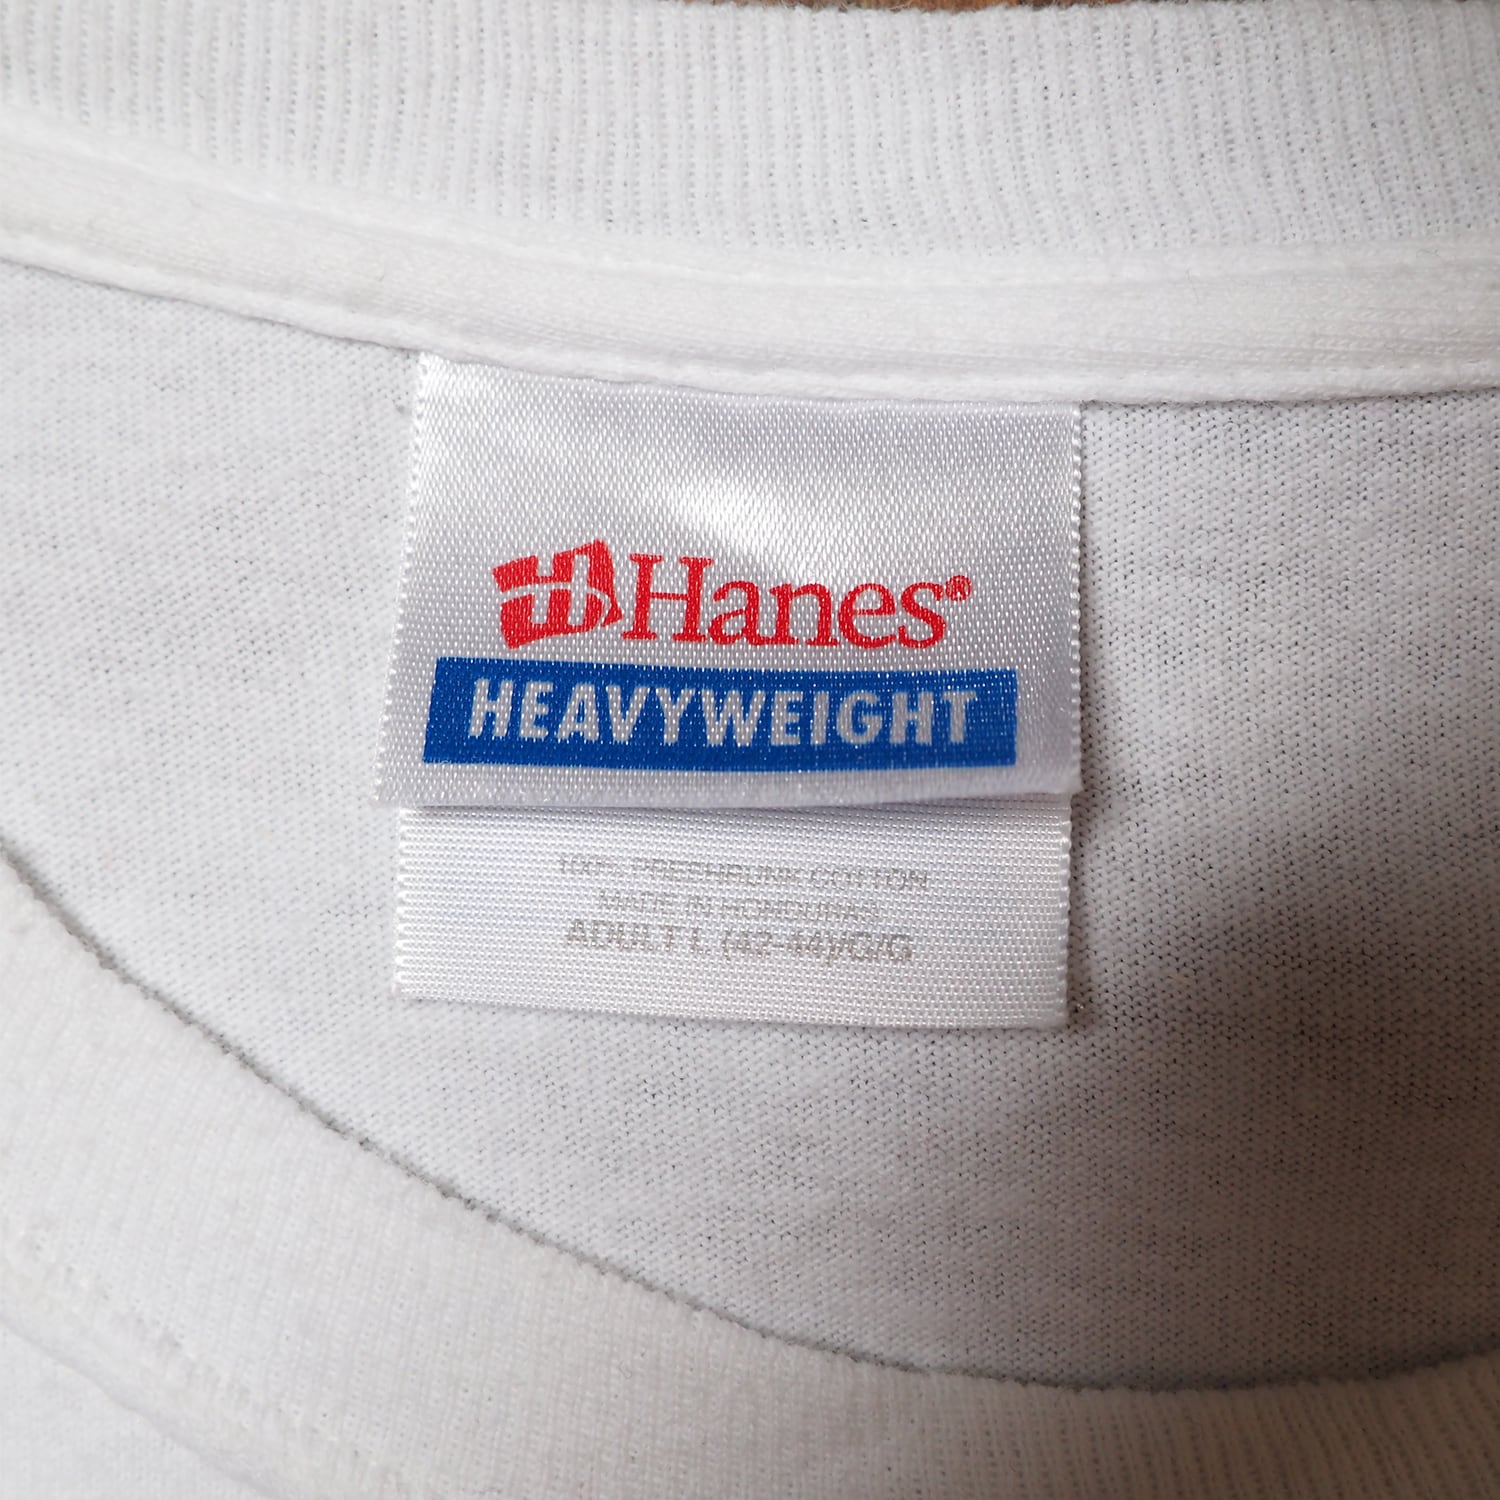 Hanes®
HEAVYWEIGHT
100% PRESHRUNK COTTON
MADE IN HONDURAS
ADULT L (42-44)/G/G